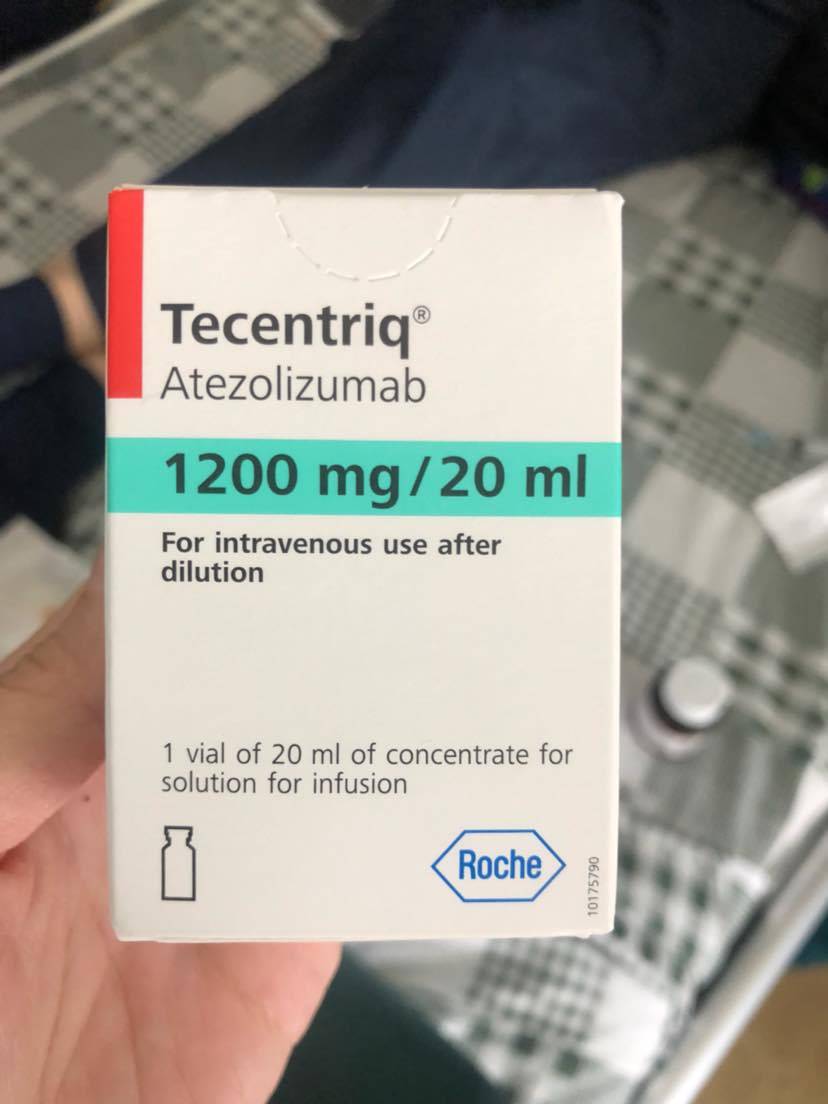 Tecentriq®
Atezolizumab
1200 mg/20 ml
For intravenous use after
dilution
1 vial of 20 ml of concentrate for
solution for infusion
Roche
10175790